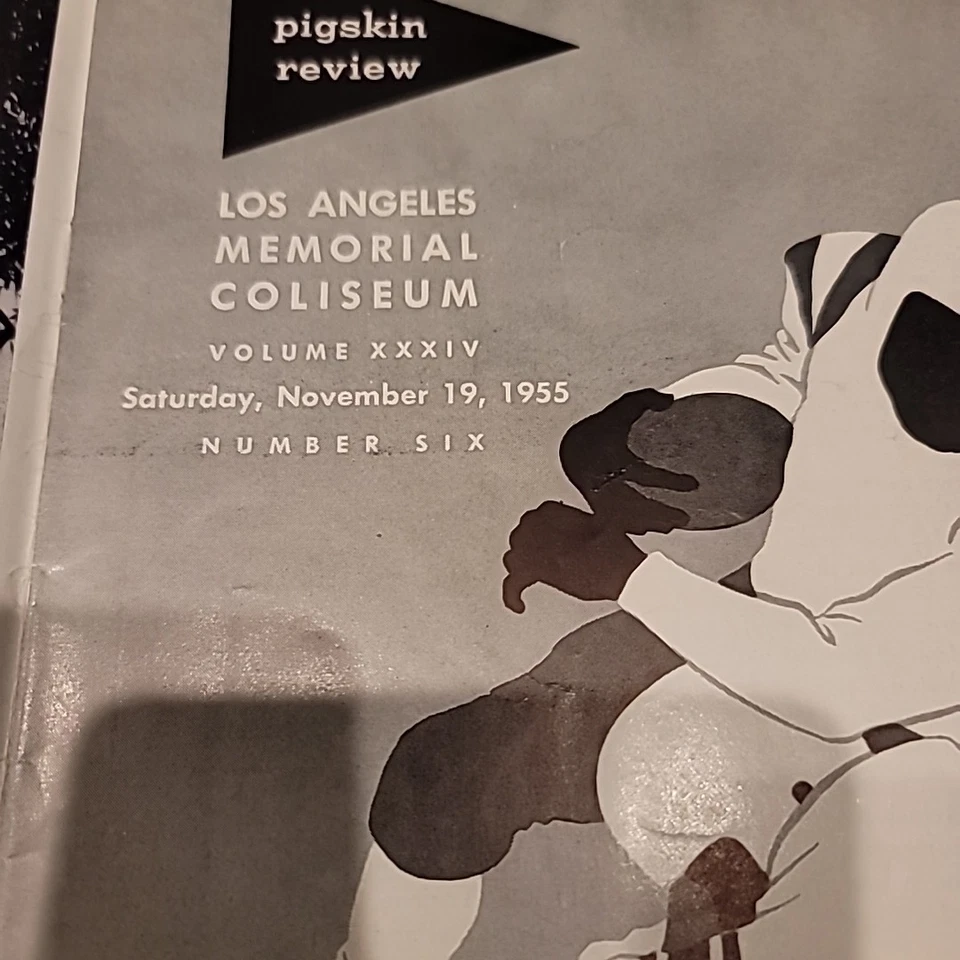 pigskin
review
LOS ANGELES
MEMORIAL
COLISEUM
VOLUME XXXIV
Saturday, November 19, 1955
NUMBER SIX